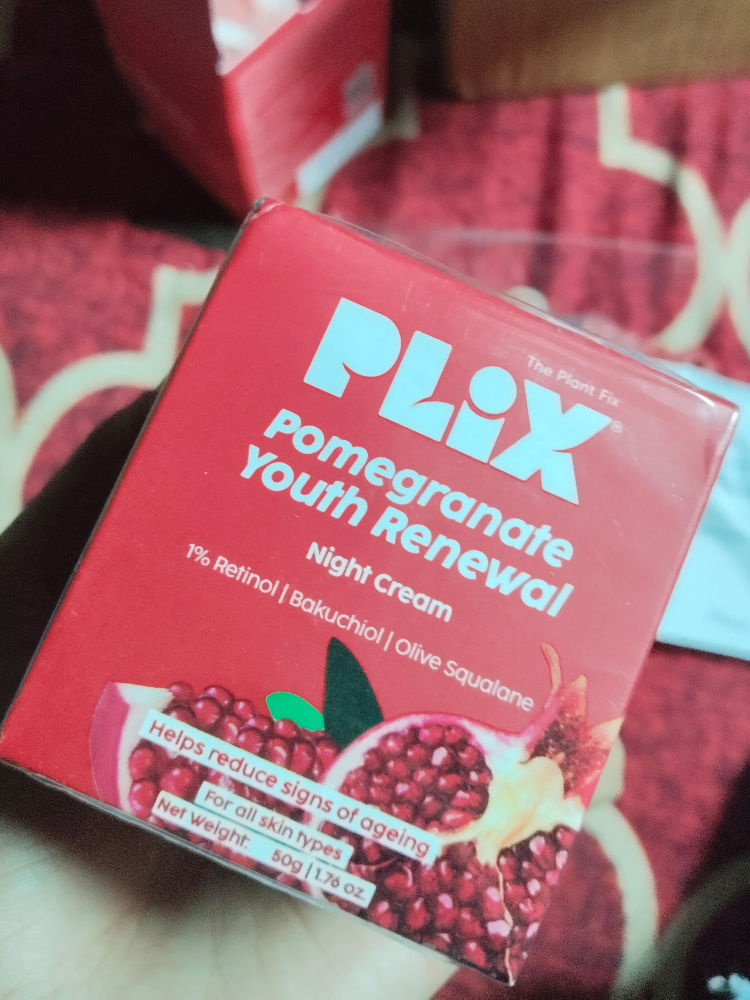 PLiX®
The Plant Fix
Pomegranate
Youth Renewal
Night Cream
1% Retinol | Bakuchiol | Olive Squalane
Helps reduce signs of ageing
For all skin types
Net Weight: 50g | 1.76 oz.